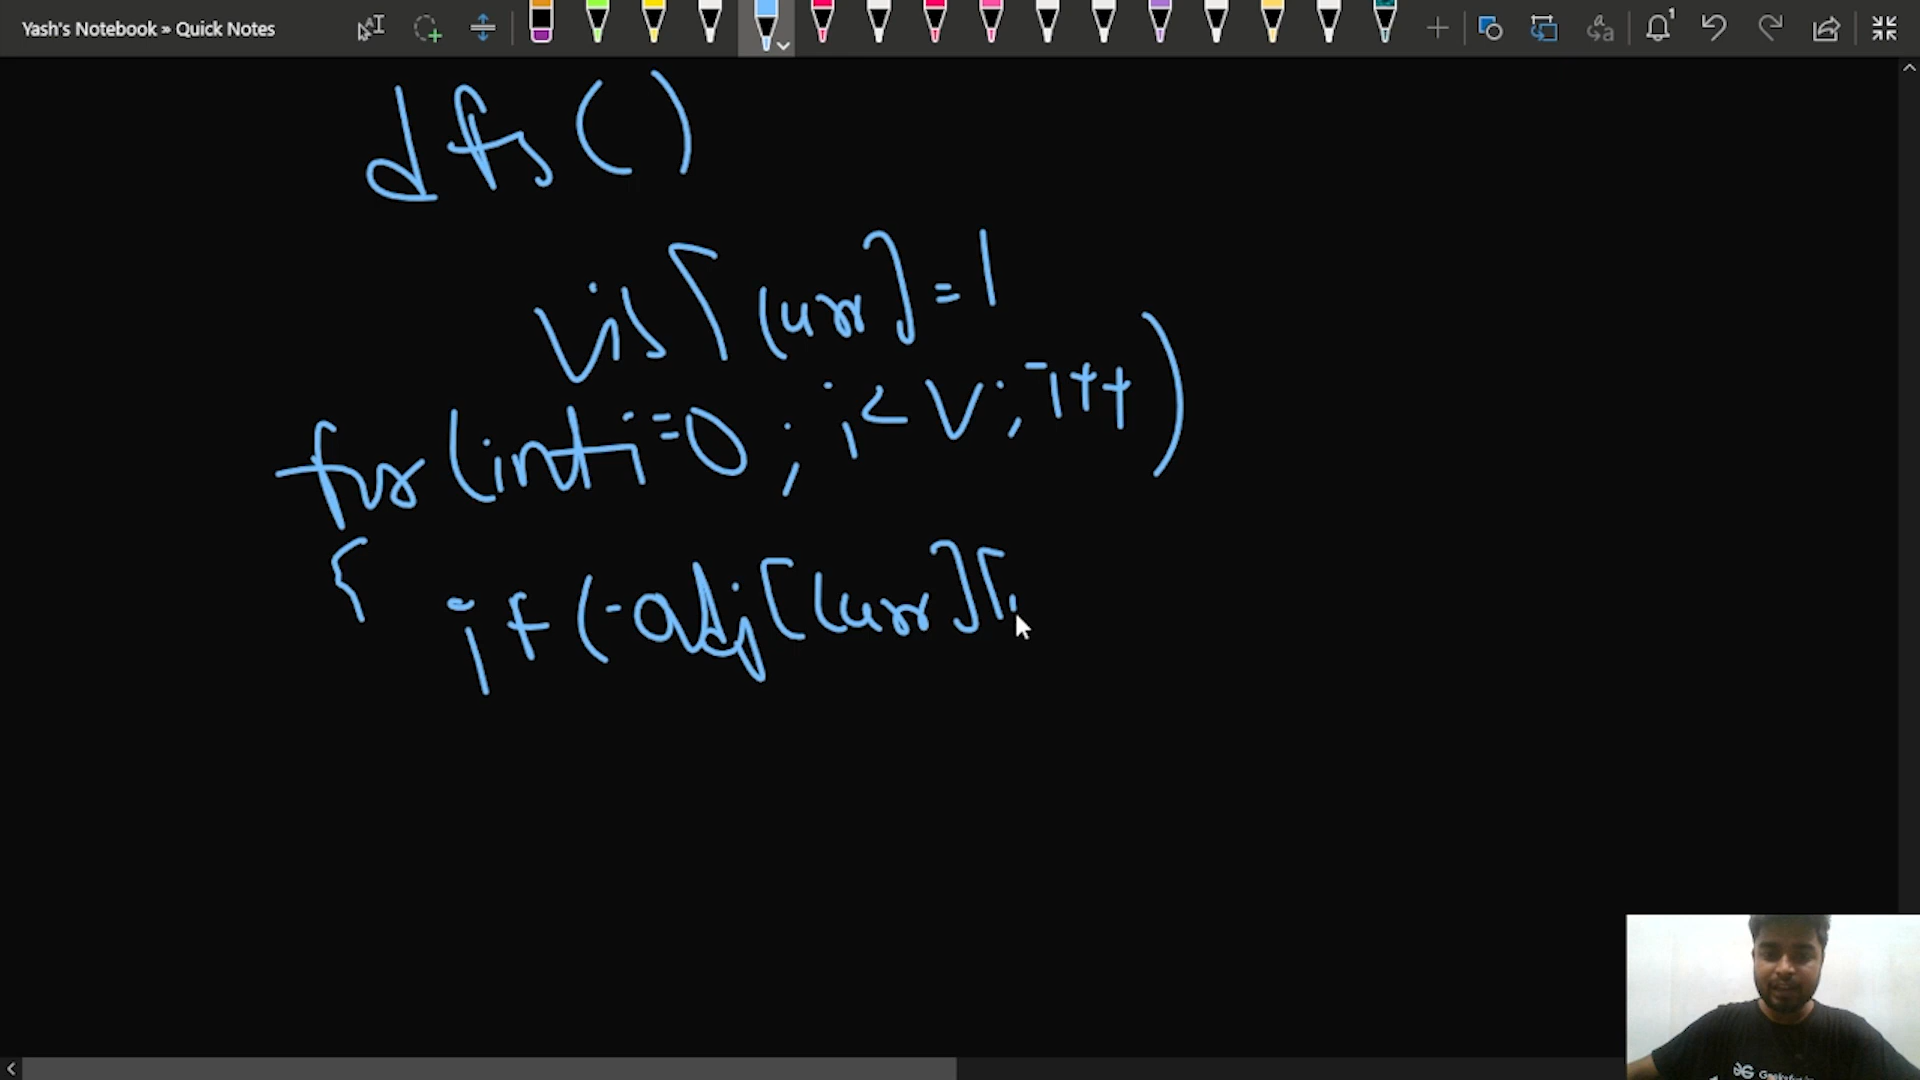 Yash's Notebook » Quick Notes
dfs()
vis[curr]=1
for(int i=0; i<V; i++)
{ if(adj[curr][i